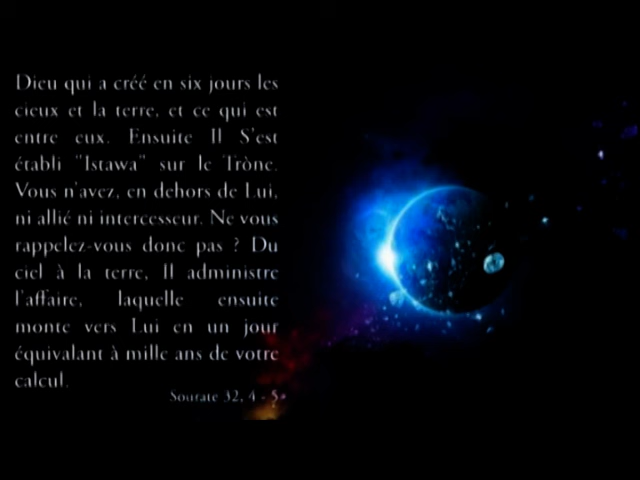 Dieu qui a créé en six jours les
cieux et la terre, et ce qui est
entre eux. Ensuite Il S'est
établi "Istawa" sur le Trône.
Vous n'avez, en dehors de Lui,
ni allié ni intercesseur. Ne vous
rappelez-vous donc pas ? Du
ciel à la terre, Il administre
l'affaire, laquelle ensuite
monte vers Lui en un jour
équivalant à mille ans de votre
calcul.
Sourate 32, 4 - 5